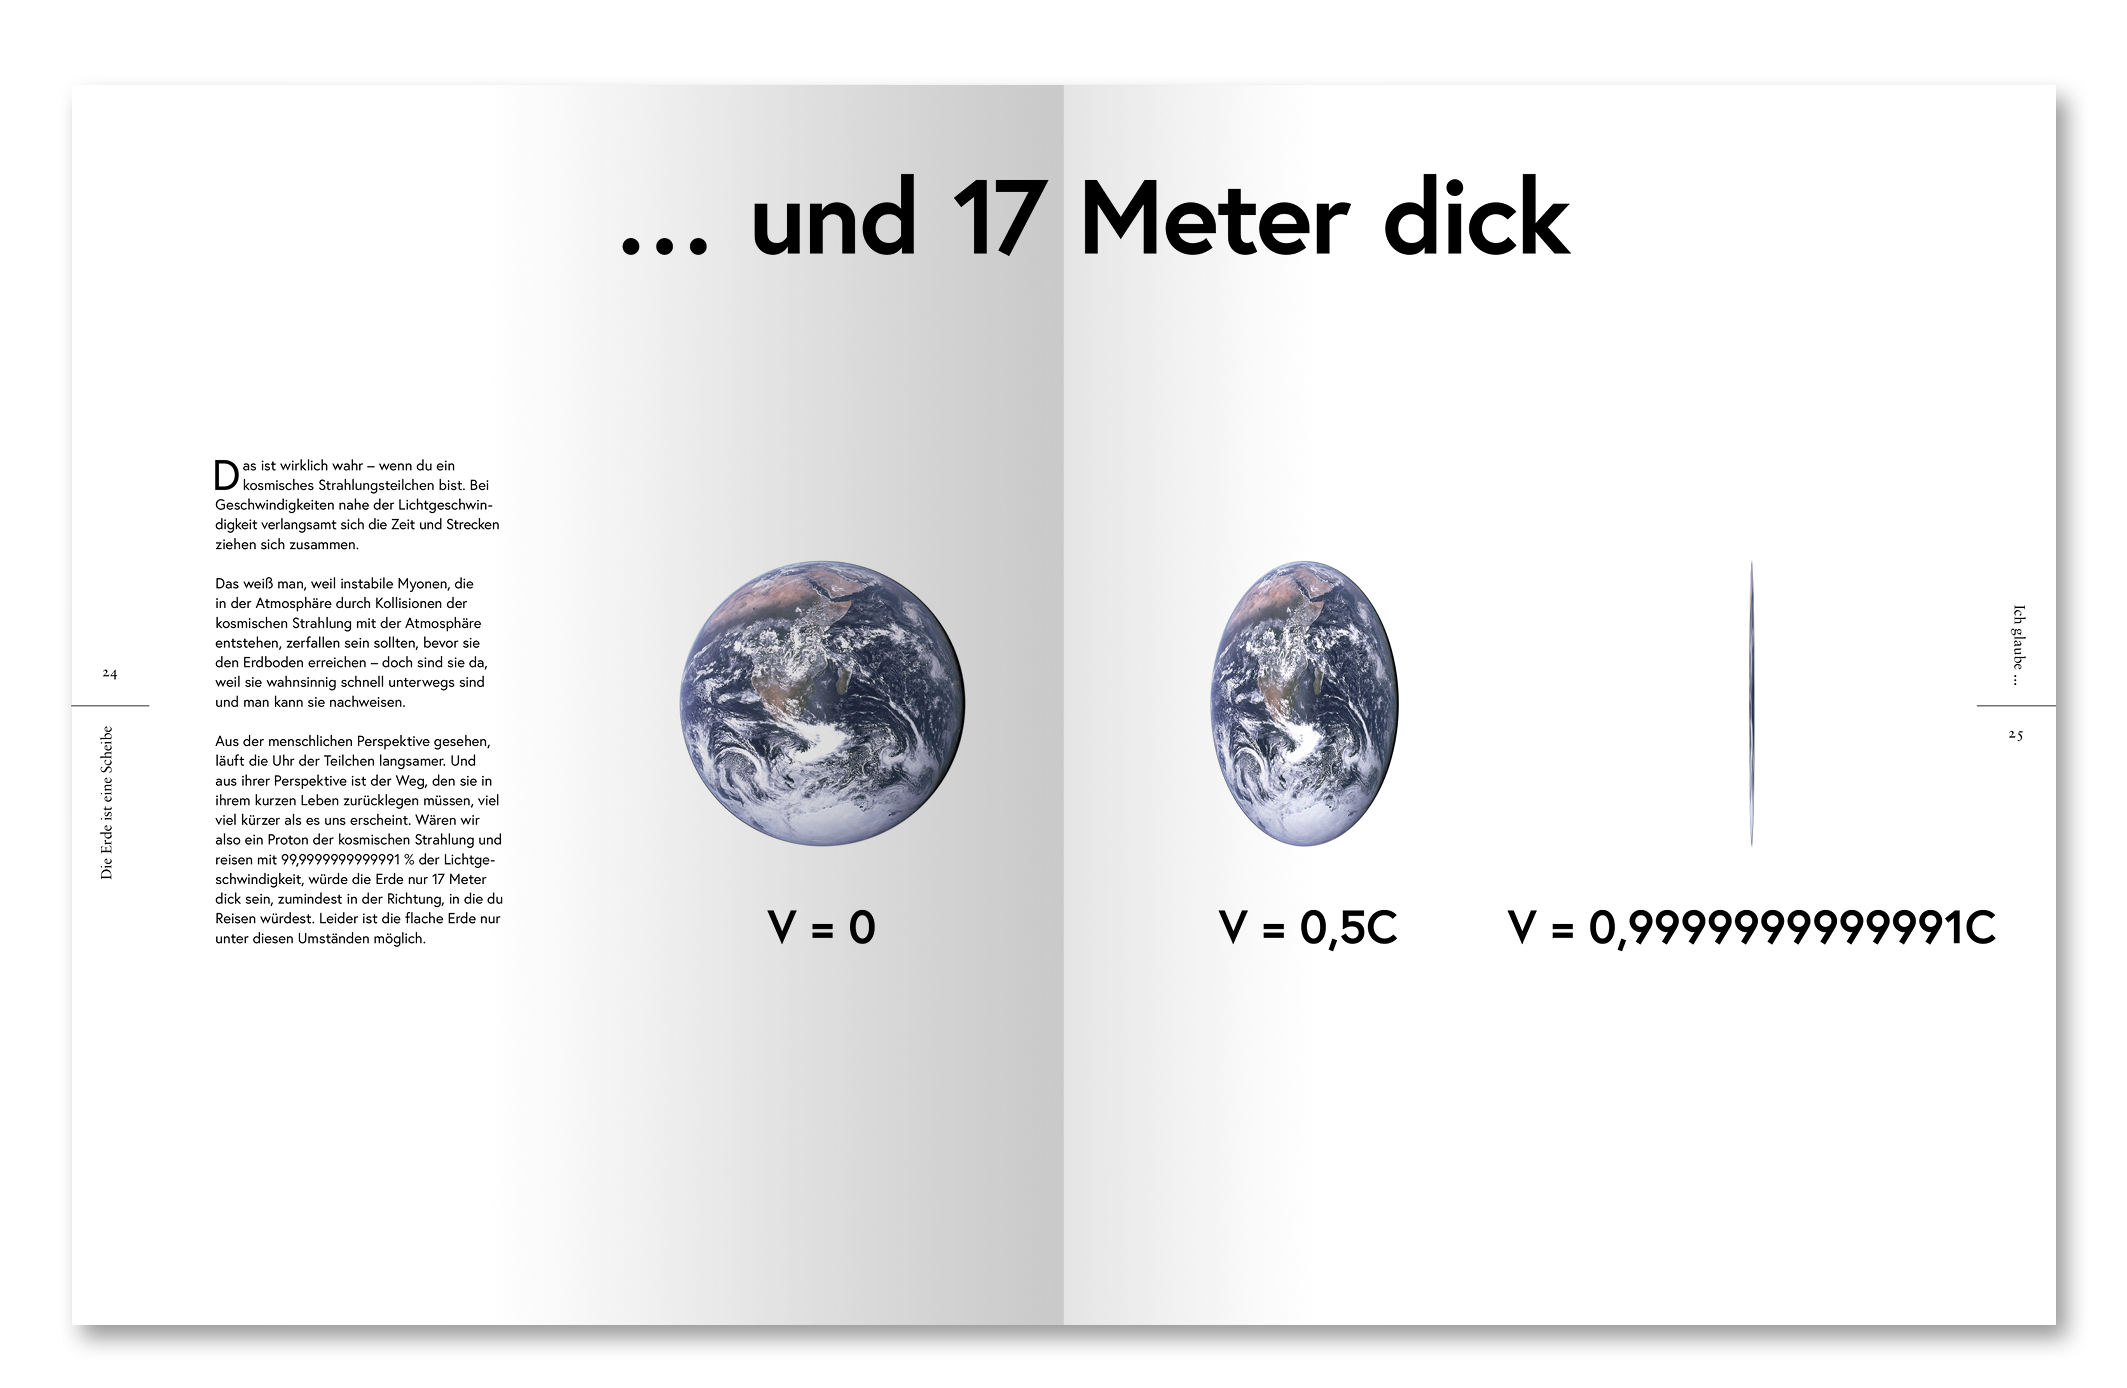 … und 17 Meter dick
Das ist wirklich wahr – wenn du ein
kosmisches Strahlungsteilchen bist. Bei
Geschwindigkeiten nahe der Lichtgeschwin-
digkeit verlangsamt sich die Zeit und Strecken
ziehen sich zusammen.
Das weiß man, weil instabile Myonen, die
in der Atmosphäre durch Kollisionen der
kosmischen Strahlung mit der Atmosphäre
entstehen, zerfallen sein sollten, bevor sie
den Erdboden erreichen – doch sind sie da,
weil sie wahnsinnig schnell unterwegs sind
und man kann sie nachweisen.
Aus der menschlichen Perspektive gesehen,
läuft die Uhr der Teilchen langsamer. Und
aus ihrer Perspektive ist der Weg, den sie in
ihrem kurzen Leben zurücklegen müssen, viel
viel kürzer als es uns erscheint. Wären wir
also ein Proton der kosmischen Strahlung und
reisen mit 99,9999999999991 % der Lichtge-
schwindigkeit, würde die Erde nur 17 Meter
dick sein, zumindest in der Richtung, in die du
Reisen würdest. Leider ist die flache Erde nur
unter diesen Umständen möglich.
V = 0
V = 0,5C
V = 0,9999999999991C
24
Die Erde ist eine Scheibe
Ich glaube ...
25